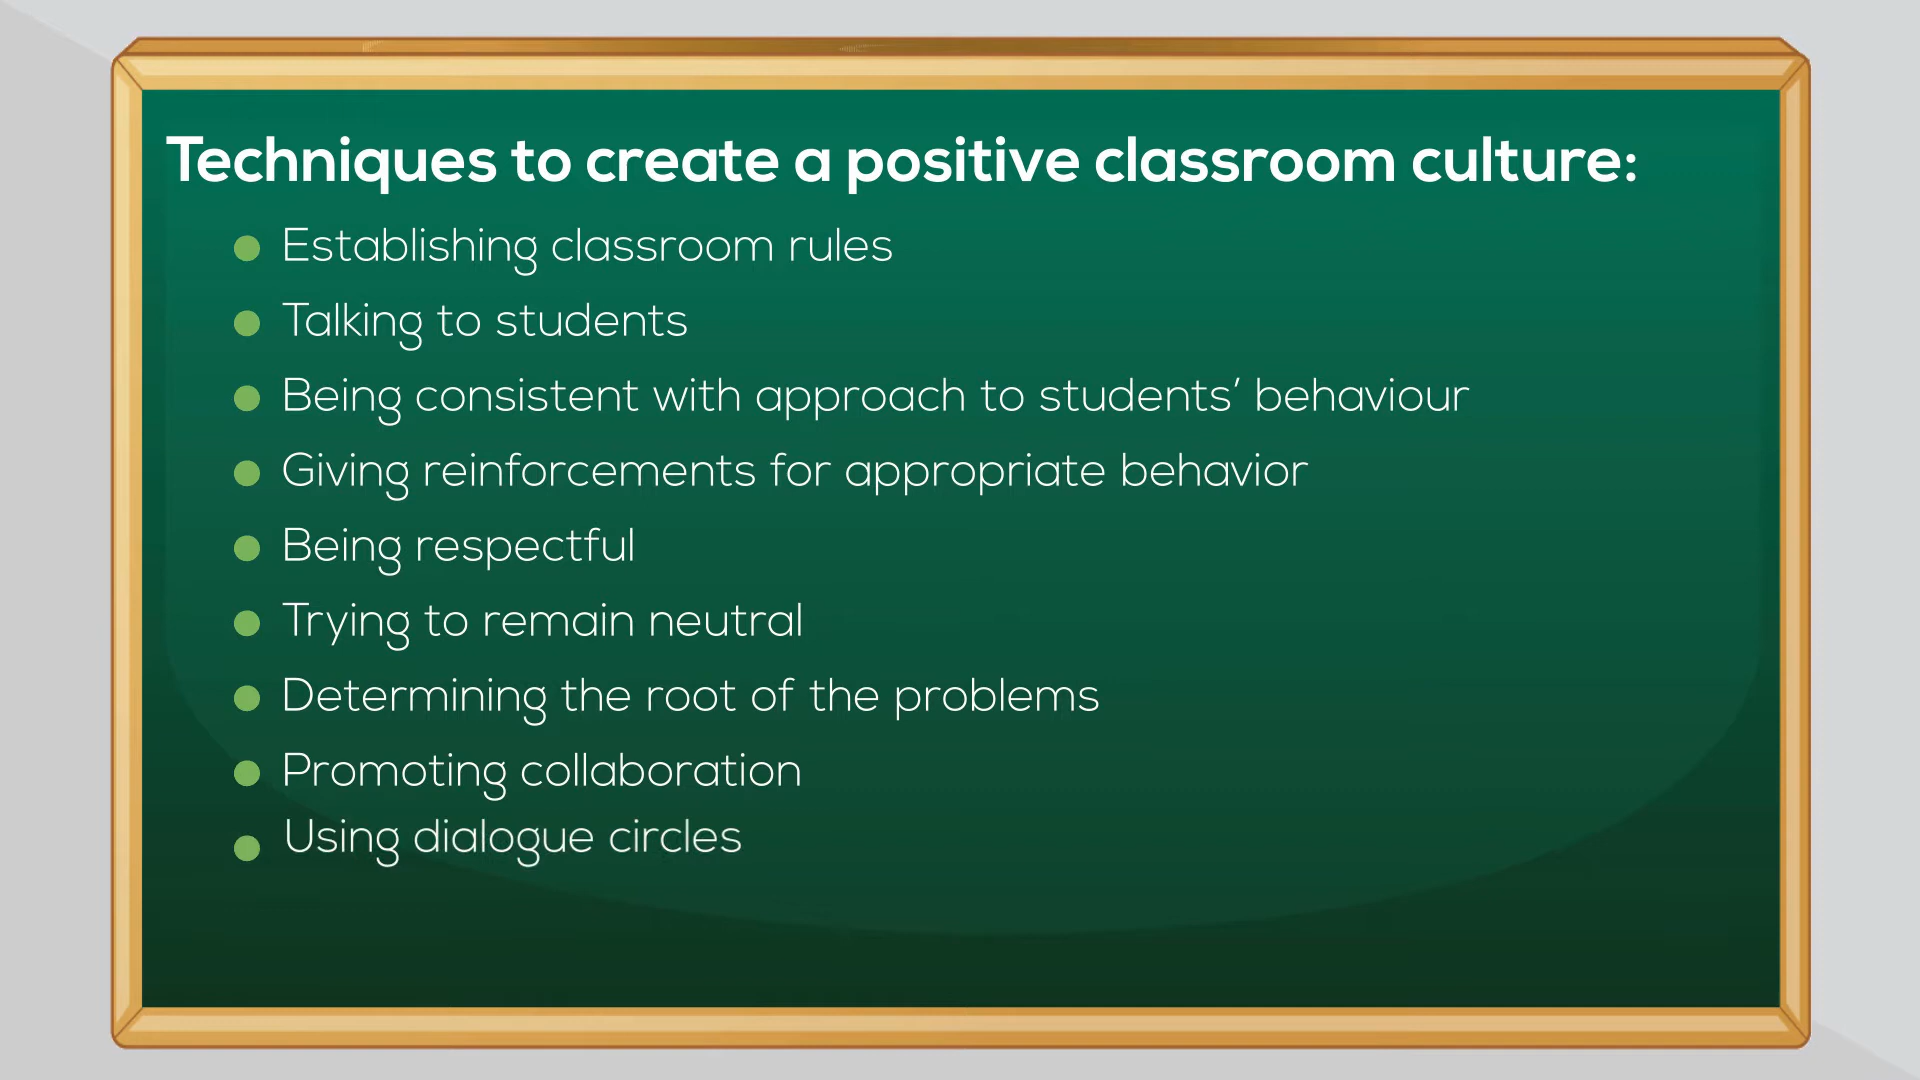 Techniques to create a positive classroom culture:
Establishing classroom rules
Talking to students
Being consistent with approach to students’ behaviour
Giving reinforcements for appropriate behavior
Being respectful
Trying to remain neutral
Determining the root of the problems
Promoting collaboration
Using dialogue circles